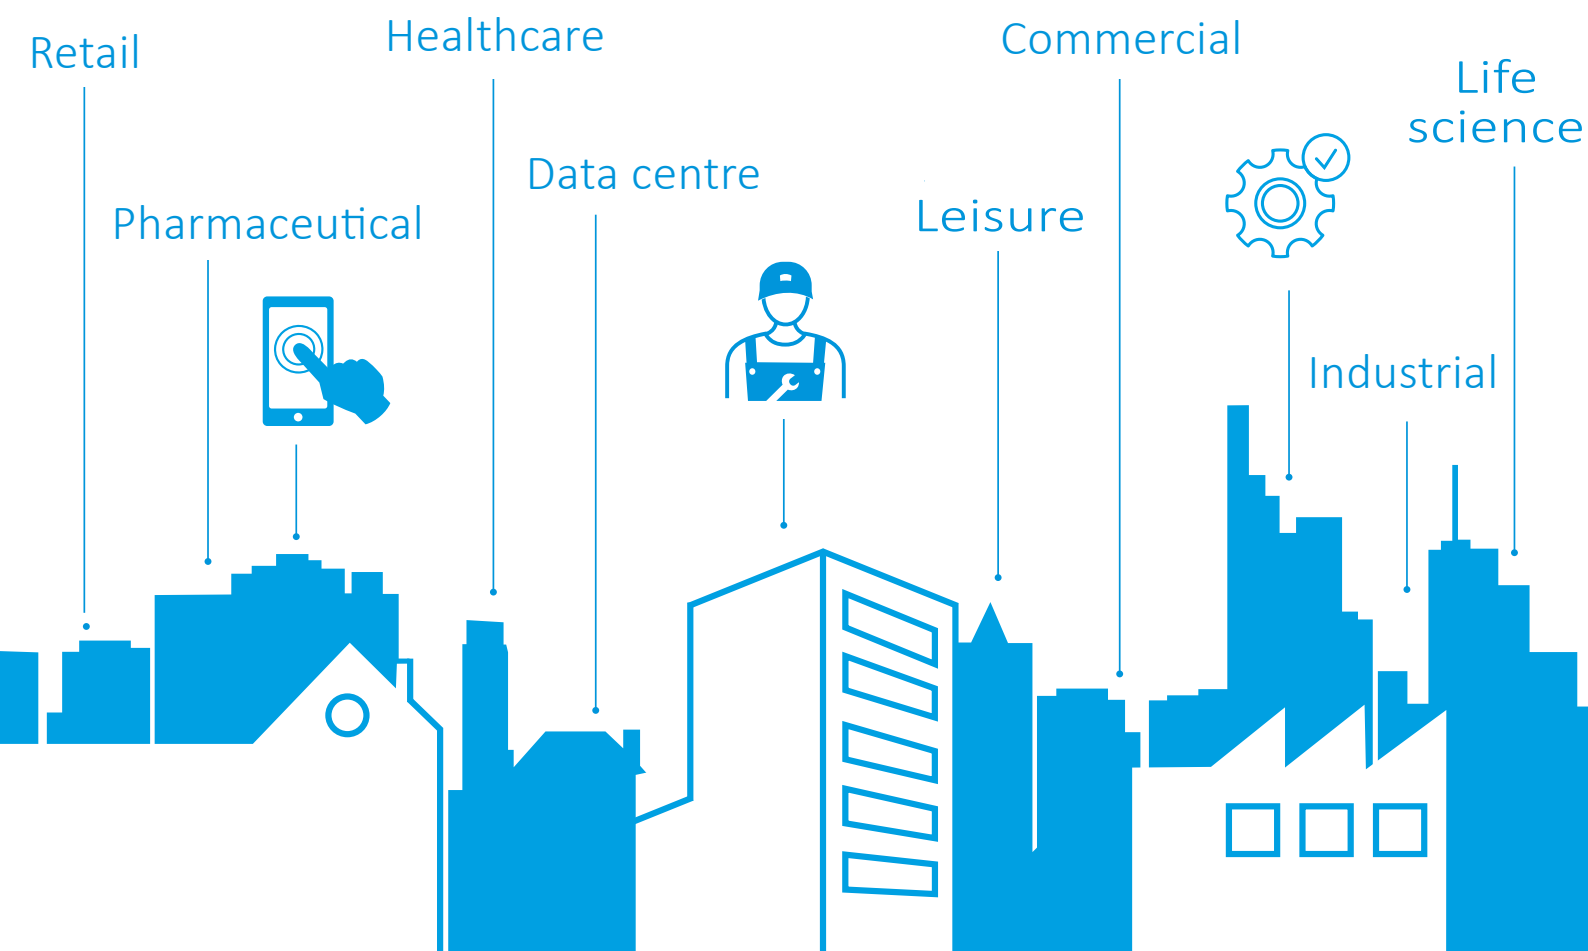 Retail
Healthcare
Commercial
Life
science
Data centre
Pharmaceutical
Leisure
Industrial